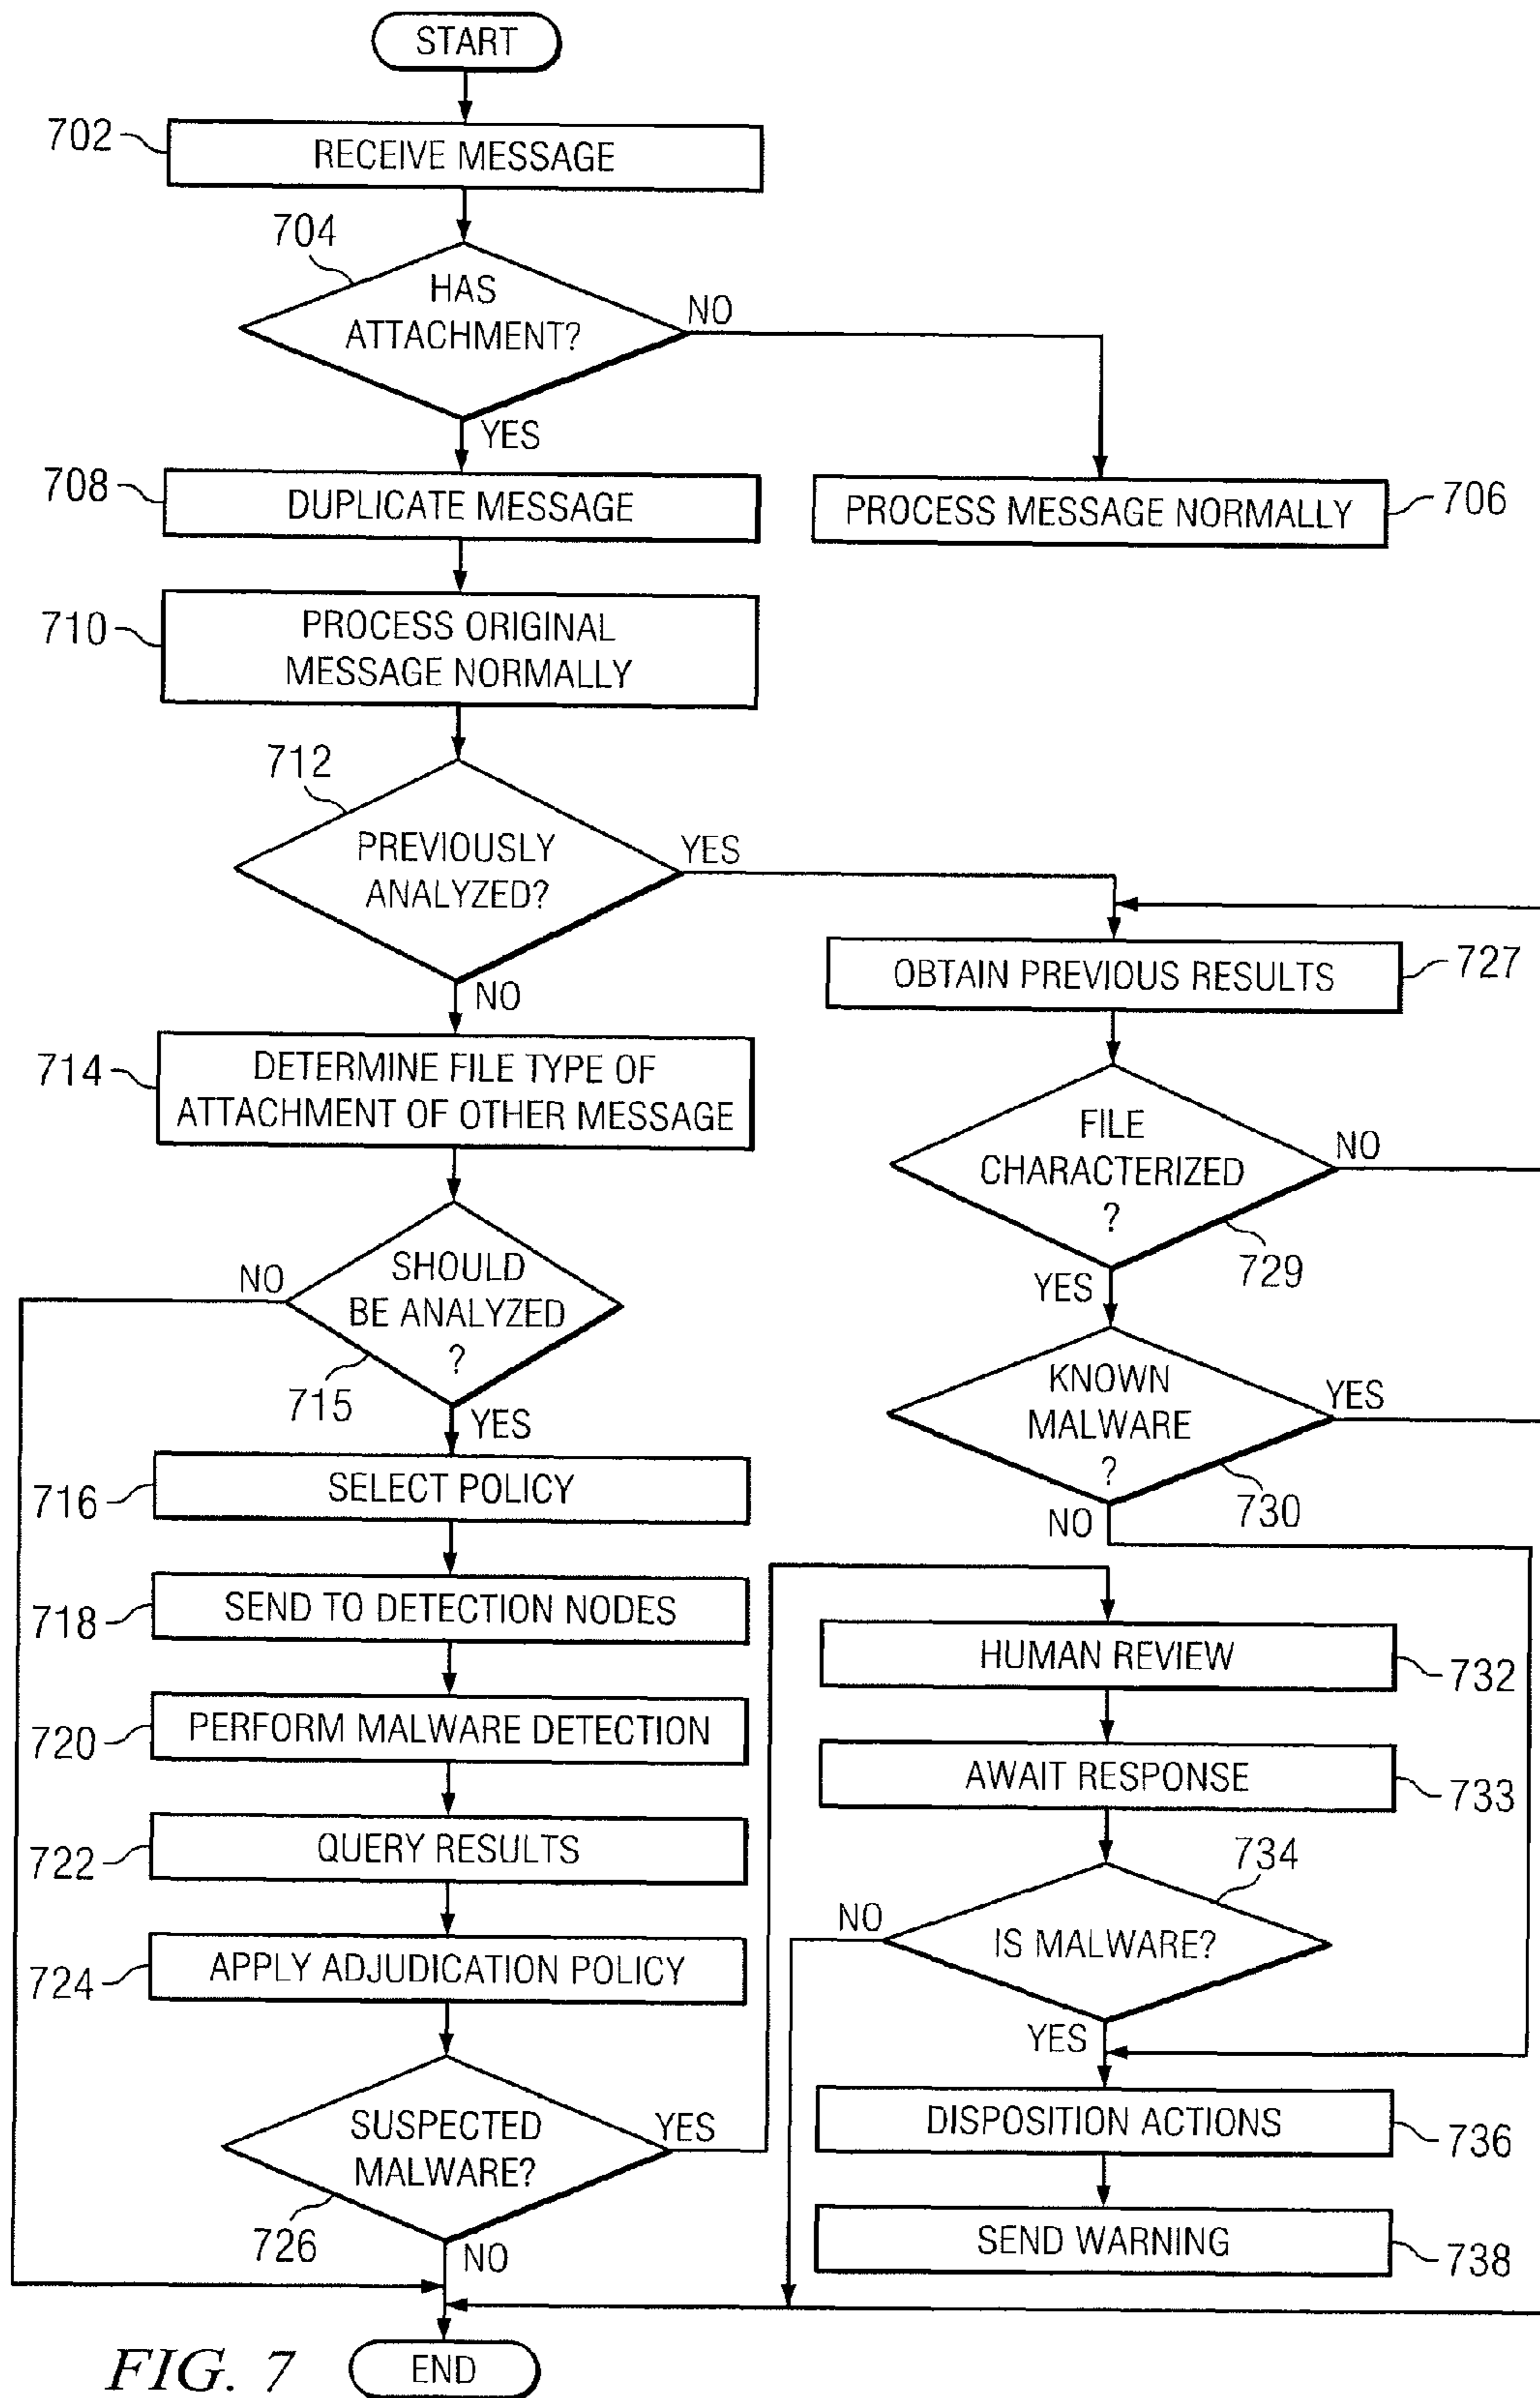 START
702
RECEIVE MESSAGE
704
HAS
ATTACHMENT?
NO
YES
708
DUPLICATE MESSAGE
PROCESS MESSAGE NORMALLY
706
710
PROCESS ORIGINAL
MESSAGE NORMALLY
712
PREVIOUSLY
ANALYZED?
YES
NO
OBTAIN PREVIOUS RESULTS
727
714
DETERMINE FILE TYPE OF
ATTACHMENT OF OTHER MESSAGE
FILE
CHARACTERIZED
?
NO
729
YES
NO
SHOULD
BE ANALYZED
?
715
YES
KNOWN
MALWARE
?
YES
730
NO
716
SELECT POLICY
718
SEND TO DETECTION NODES
HUMAN REVIEW
732
720
PERFORM MALWARE DETECTION
AWAIT RESPONSE
733
722
QUERY RESULTS
734
NO
IS MALWARE?
YES
724
APPLY ADJUDICATION POLICY
SUSPECTED
MALWARE?
YES
726
NO
DISPOSITION ACTIONS
736
SEND WARNING
738
FIG. 7
END